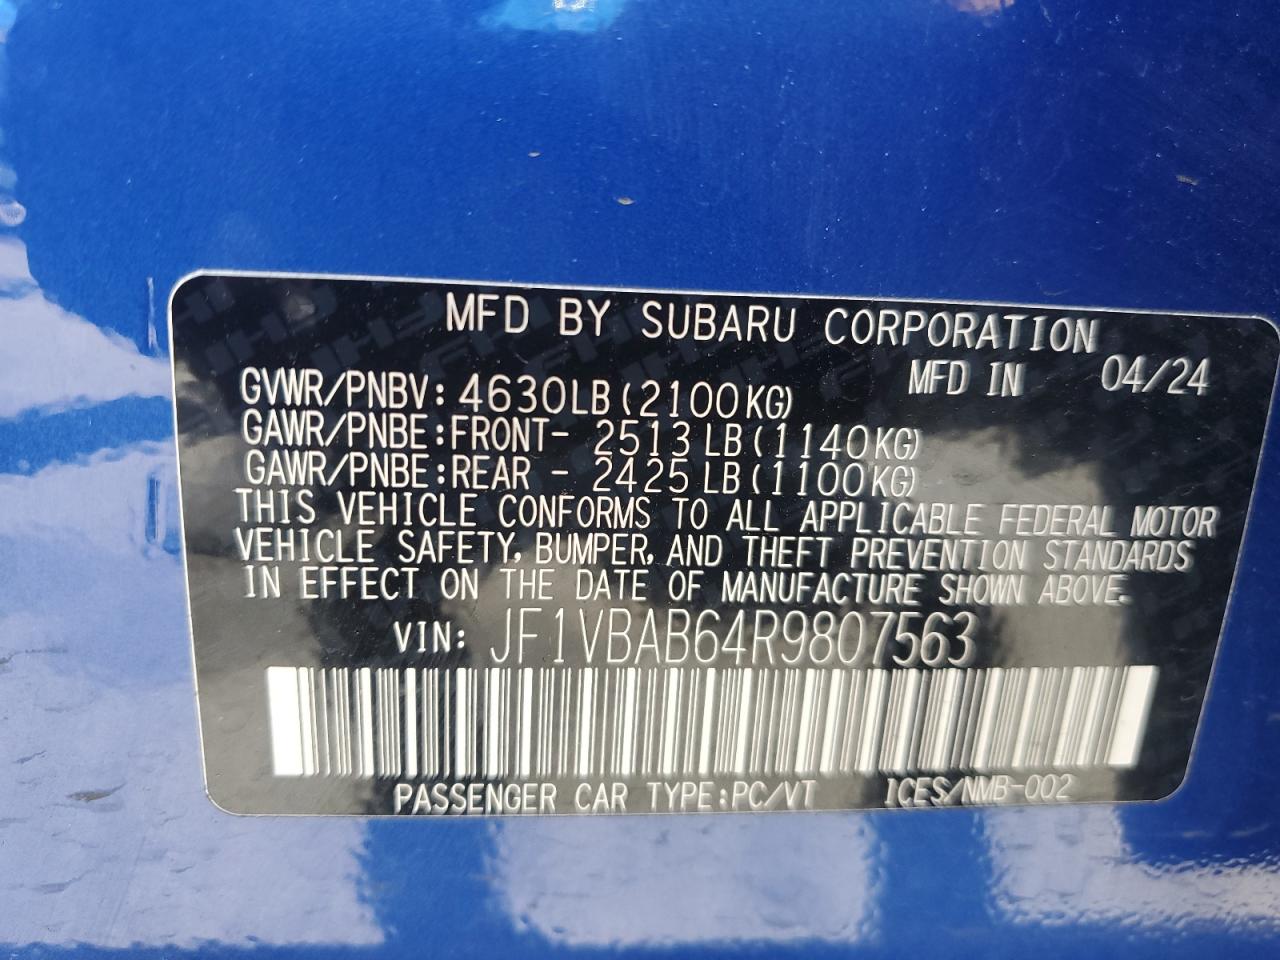 MFD BY SUBARU CORPORATION
GVWR/PNBV: 4630LB (2100KG) MFD IN 04/24
GAWR/PNBE:FRONT- 2513 LB (1140KG)
GAWR/PNBE:REAR - 2425 LB (1100KG)
THIS VEHICLE CONFORMS TO ALL APPLICABLE FEDERAL MOTOR
VEHICLE SAFETY, BUMPER, AND THEFT PREVENTION STANDARDS
IN EFFECT ON THE DATE OF MANUFACTURE SHOWN ABOVE.
VIN: JF1VBAB64R9807563
PASSENGER CAR TYPE:PC/VT ICES/NMB-002